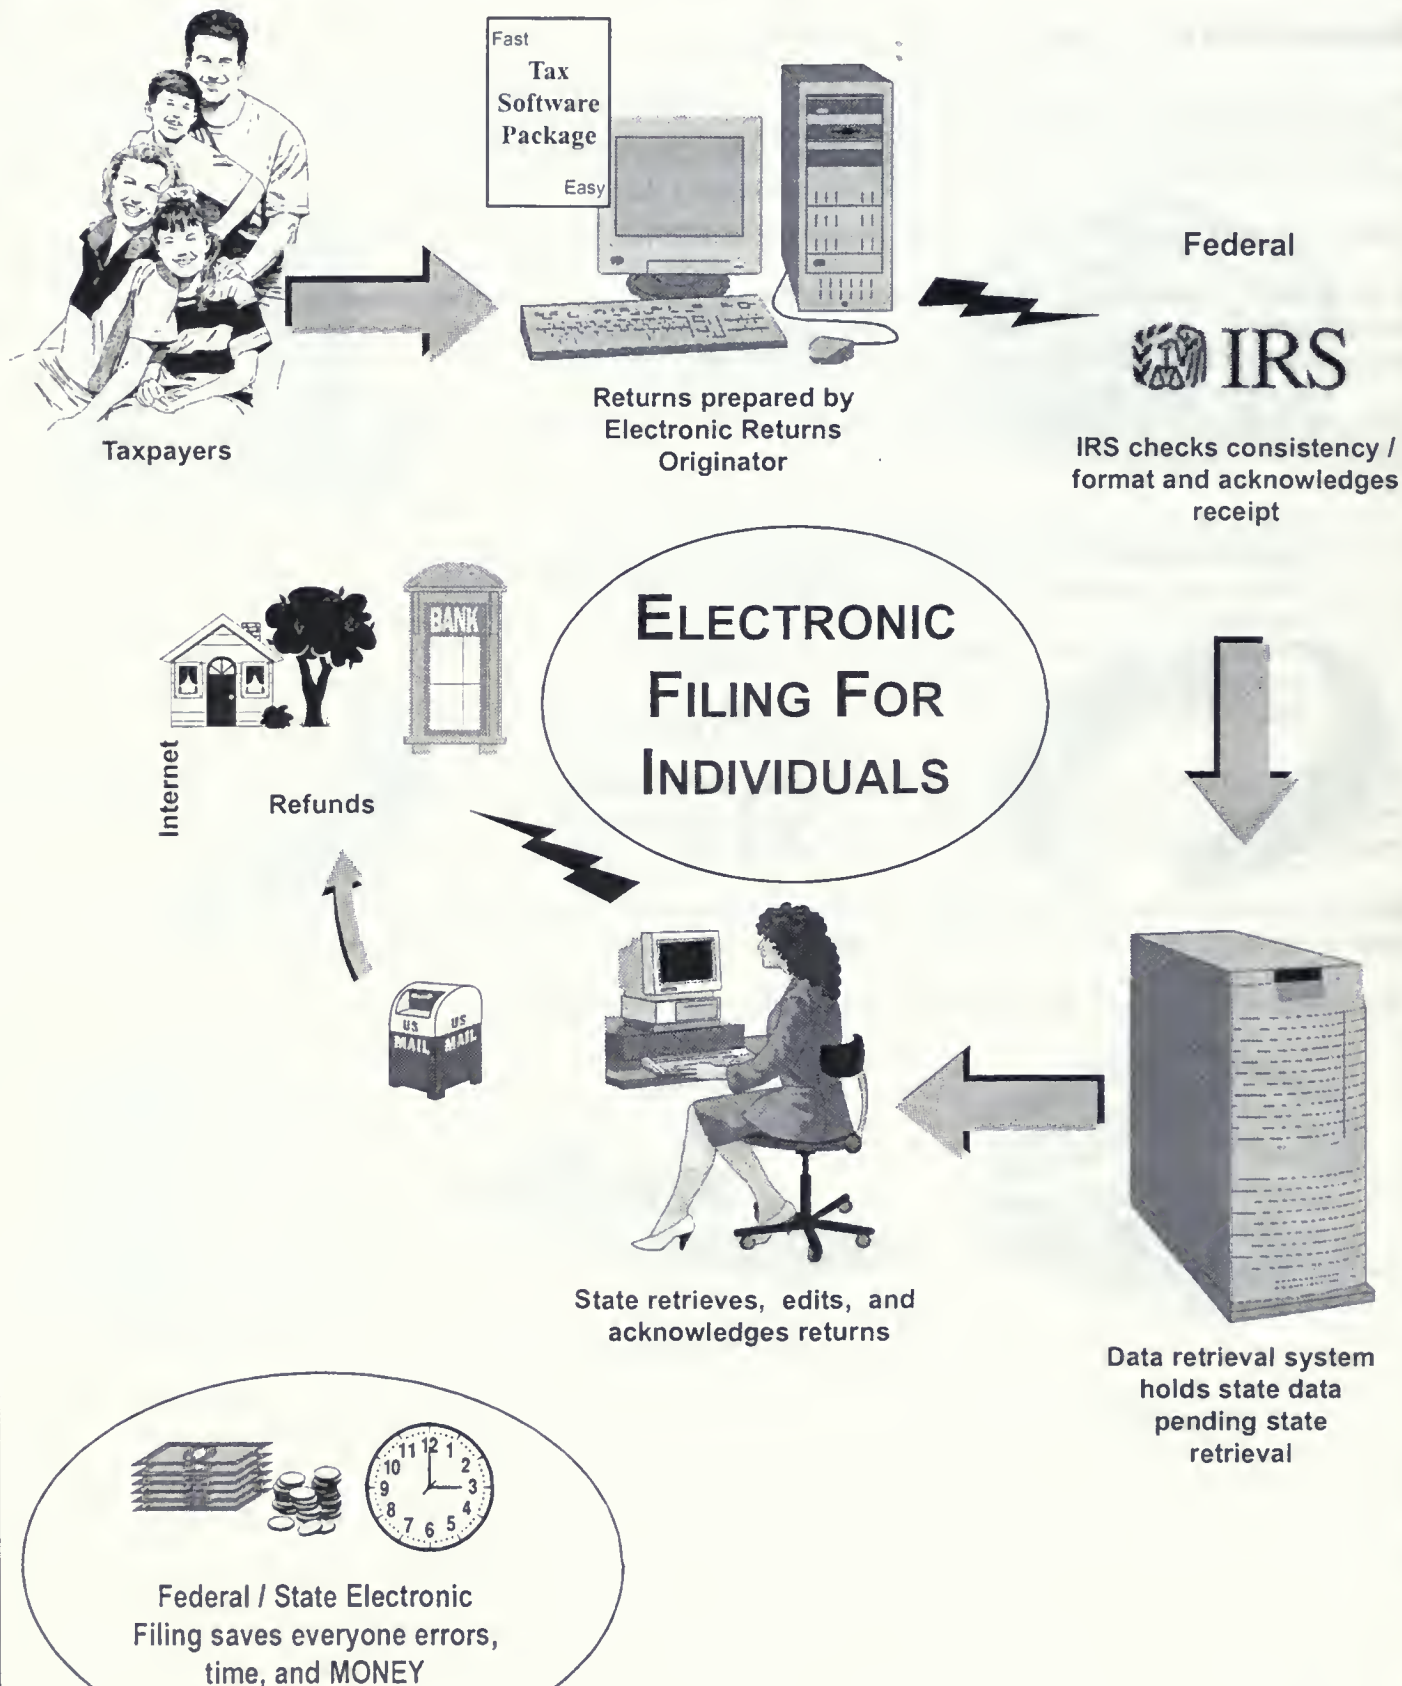 Fast
Tax
Software
Package
Easy
Federal
IRS
Taxpayers
Returns prepared by
Electronic Returns
Originator
IRS checks consistency /
format and acknowledges
receipt
BANK
ELECTRONIC
FILING FOR
INDIVIDUALS
Internet
Refunds
US US
MAIL MAIL
State retrieves, edits, and
acknowledges returns
Data retrieval system
holds state data
pending state
retrieval
11 12 1
10 2
9 3
8 4
7 6 5
Federal / State Electronic
Filing saves everyone errors,
time, and MONEY